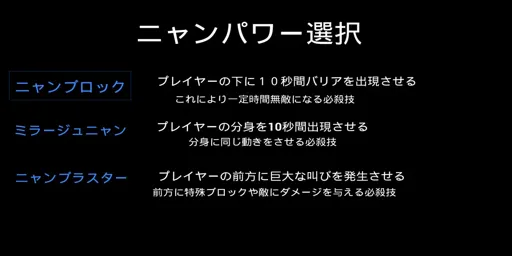 ニャンパワー選択
ニャンブロック
プレイヤーの下に１０秒間バリアを出現させる
これにより一定時間無敵になる必殺技
ミラージュニャン
プレイヤーの分身を10秒間出現させる
分身に同じ動きをさせる必殺技
ニャンブラスター
プレイヤーの前方に巨大な叫びを発生させる
前方に特殊ブロックや敵にダメージを与える必殺技